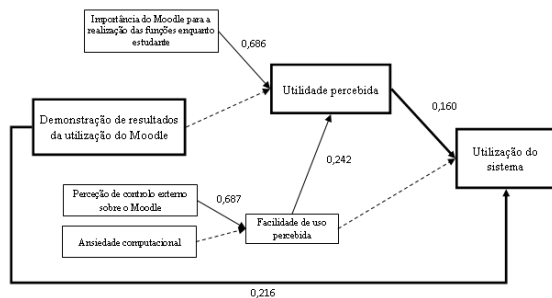 Importância do Moodle para a
realização das funções enquanto
estudante
0,686
Utilidade percebida
0,160
Demonstração de resultados
da utilização do Moodle
Utilização do
sistema
0,242
Perceção de controlo externo
sobre o Moodle
0,687
Facilidade de uso
percebida
Ansiedade computacional
0,216